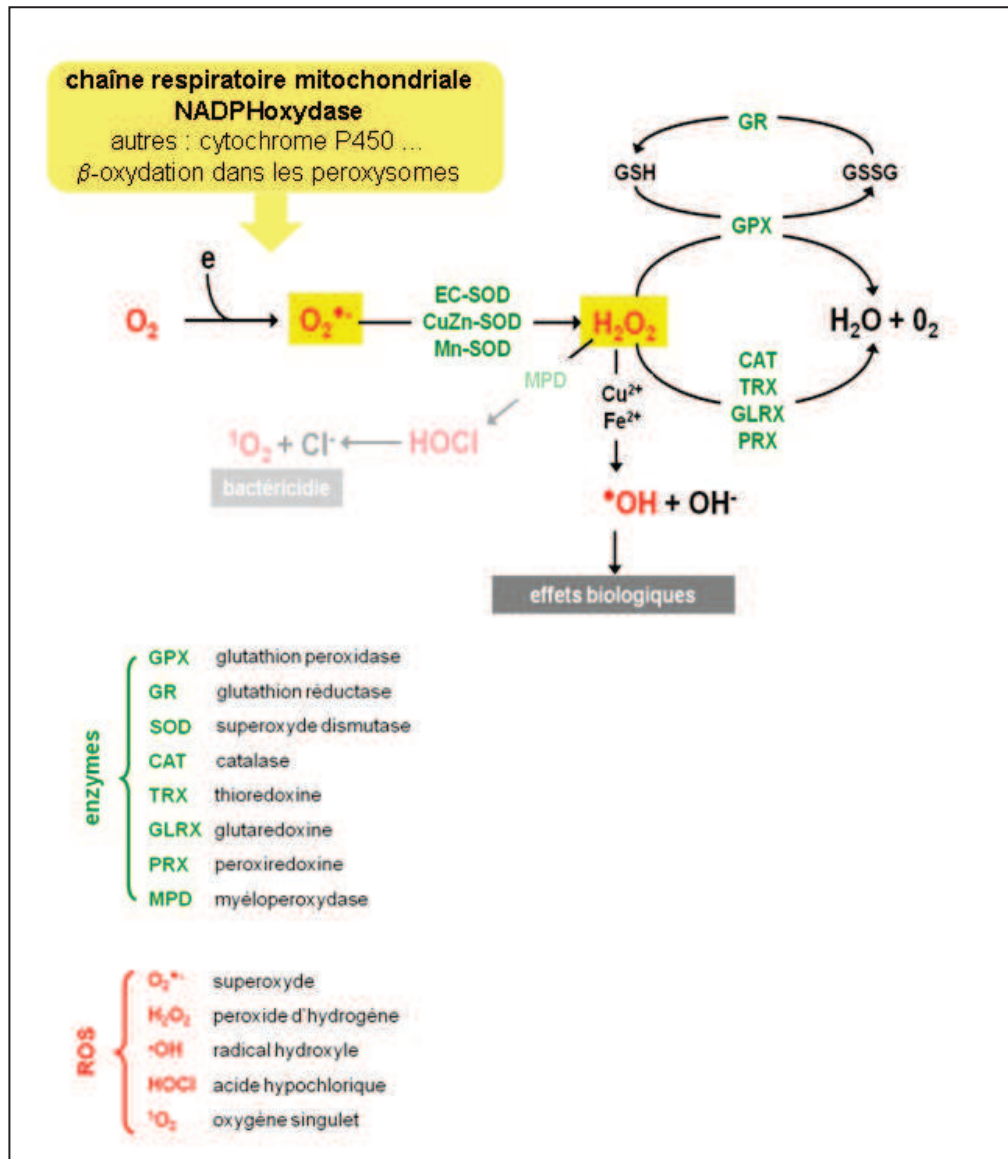 chaîne respiratoire mitochondriale
NADPHoxydase
autres : cytochrome P450 ...
β-oxydation dans les peroxysomes
GR
GSH
GSSG
GPX
e
O₂
O₂•-
EC-SOD
CuZn-SOD
Mn-SOD
H₂O₂
H₂O + 0₂
MPD
Cu²⁺
Fe²⁺
CAT
TRX
GLRX
PRX
¹O₂ + Cl⁻
HOCl
bactéricidie
•OH + OH⁻
effets biologiques
enzymes
GPX glutathion peroxidase
GR glutathion réductase
SOD superoxyde dismutase
CAT catalase
TRX thioredoxine
GLRX glutaredoxine
PRX peroxiredoxine
MPD myéloperoxydase
ROS
O₂•- superoxyde
H₂O₂ peroxide d'hydrogène
•OH radical hydroxyle
HOCl acide hypochlorique
¹O₂ oxygène singulet